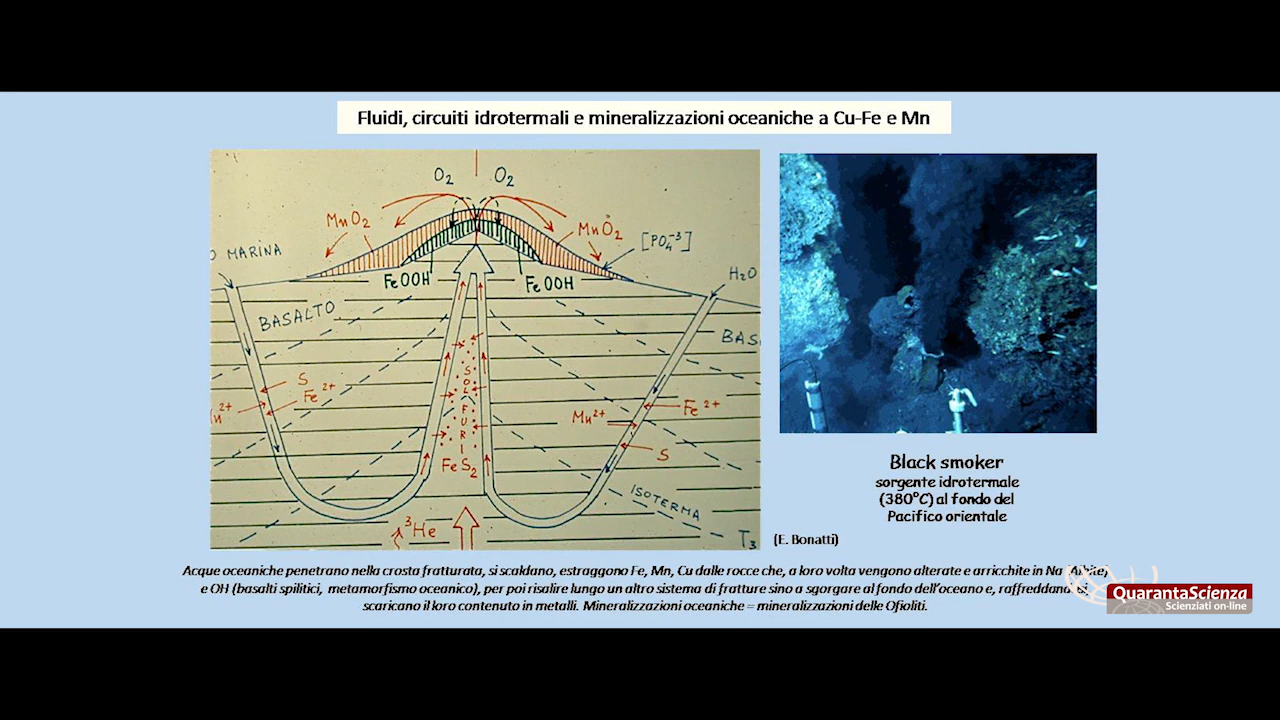 Fluidi, circuiti idrotermali e mineralizzazioni oceaniche a Cu-Fe e Mn
O2 O2
MnO2 MnO2
[PO4-3]
MARINA
H2O
FeOOH FeOOH
BASALTO
BAS
S
Fe2+
S
Fe2+
Mn2+
SOLFURI
FeS2
ISOTERMA
T3
3He
Black smoker
sorgente idrotermale
(380°C) al fondo del
Pacifico orientale
(E. Bonatti)
Acque oceaniche penetrano nella crosta fratturata, si scaldano, estraggono Fe, Mn, Cu dalle rocce che, a loro volta vengono alterate e arricchite in Na (Albite)
e OH (basalti spilitici, metamorfismo oceanico), per poi risalire lungo un altro sistema di fratture sino a sgorgare al fondo dell'oceano e, raffreddandosi,
scaricano il loro contenuto in metalli. Mineralizzazioni oceaniche = mineralizzazioni delle Ofioliti.
QuarantaScienza
Scienziati on-line